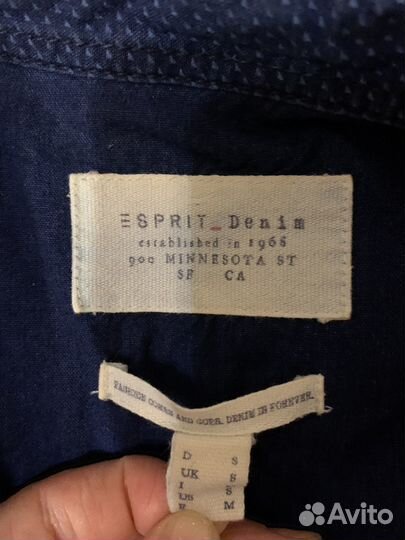 ESPRIT_Denim
established in 1968
900 MINNESOTA ST
SF CA
FASHION COMES AND GOES. DENIM IS FOREVER.
D S
UK S
I S
US
E M
Avito